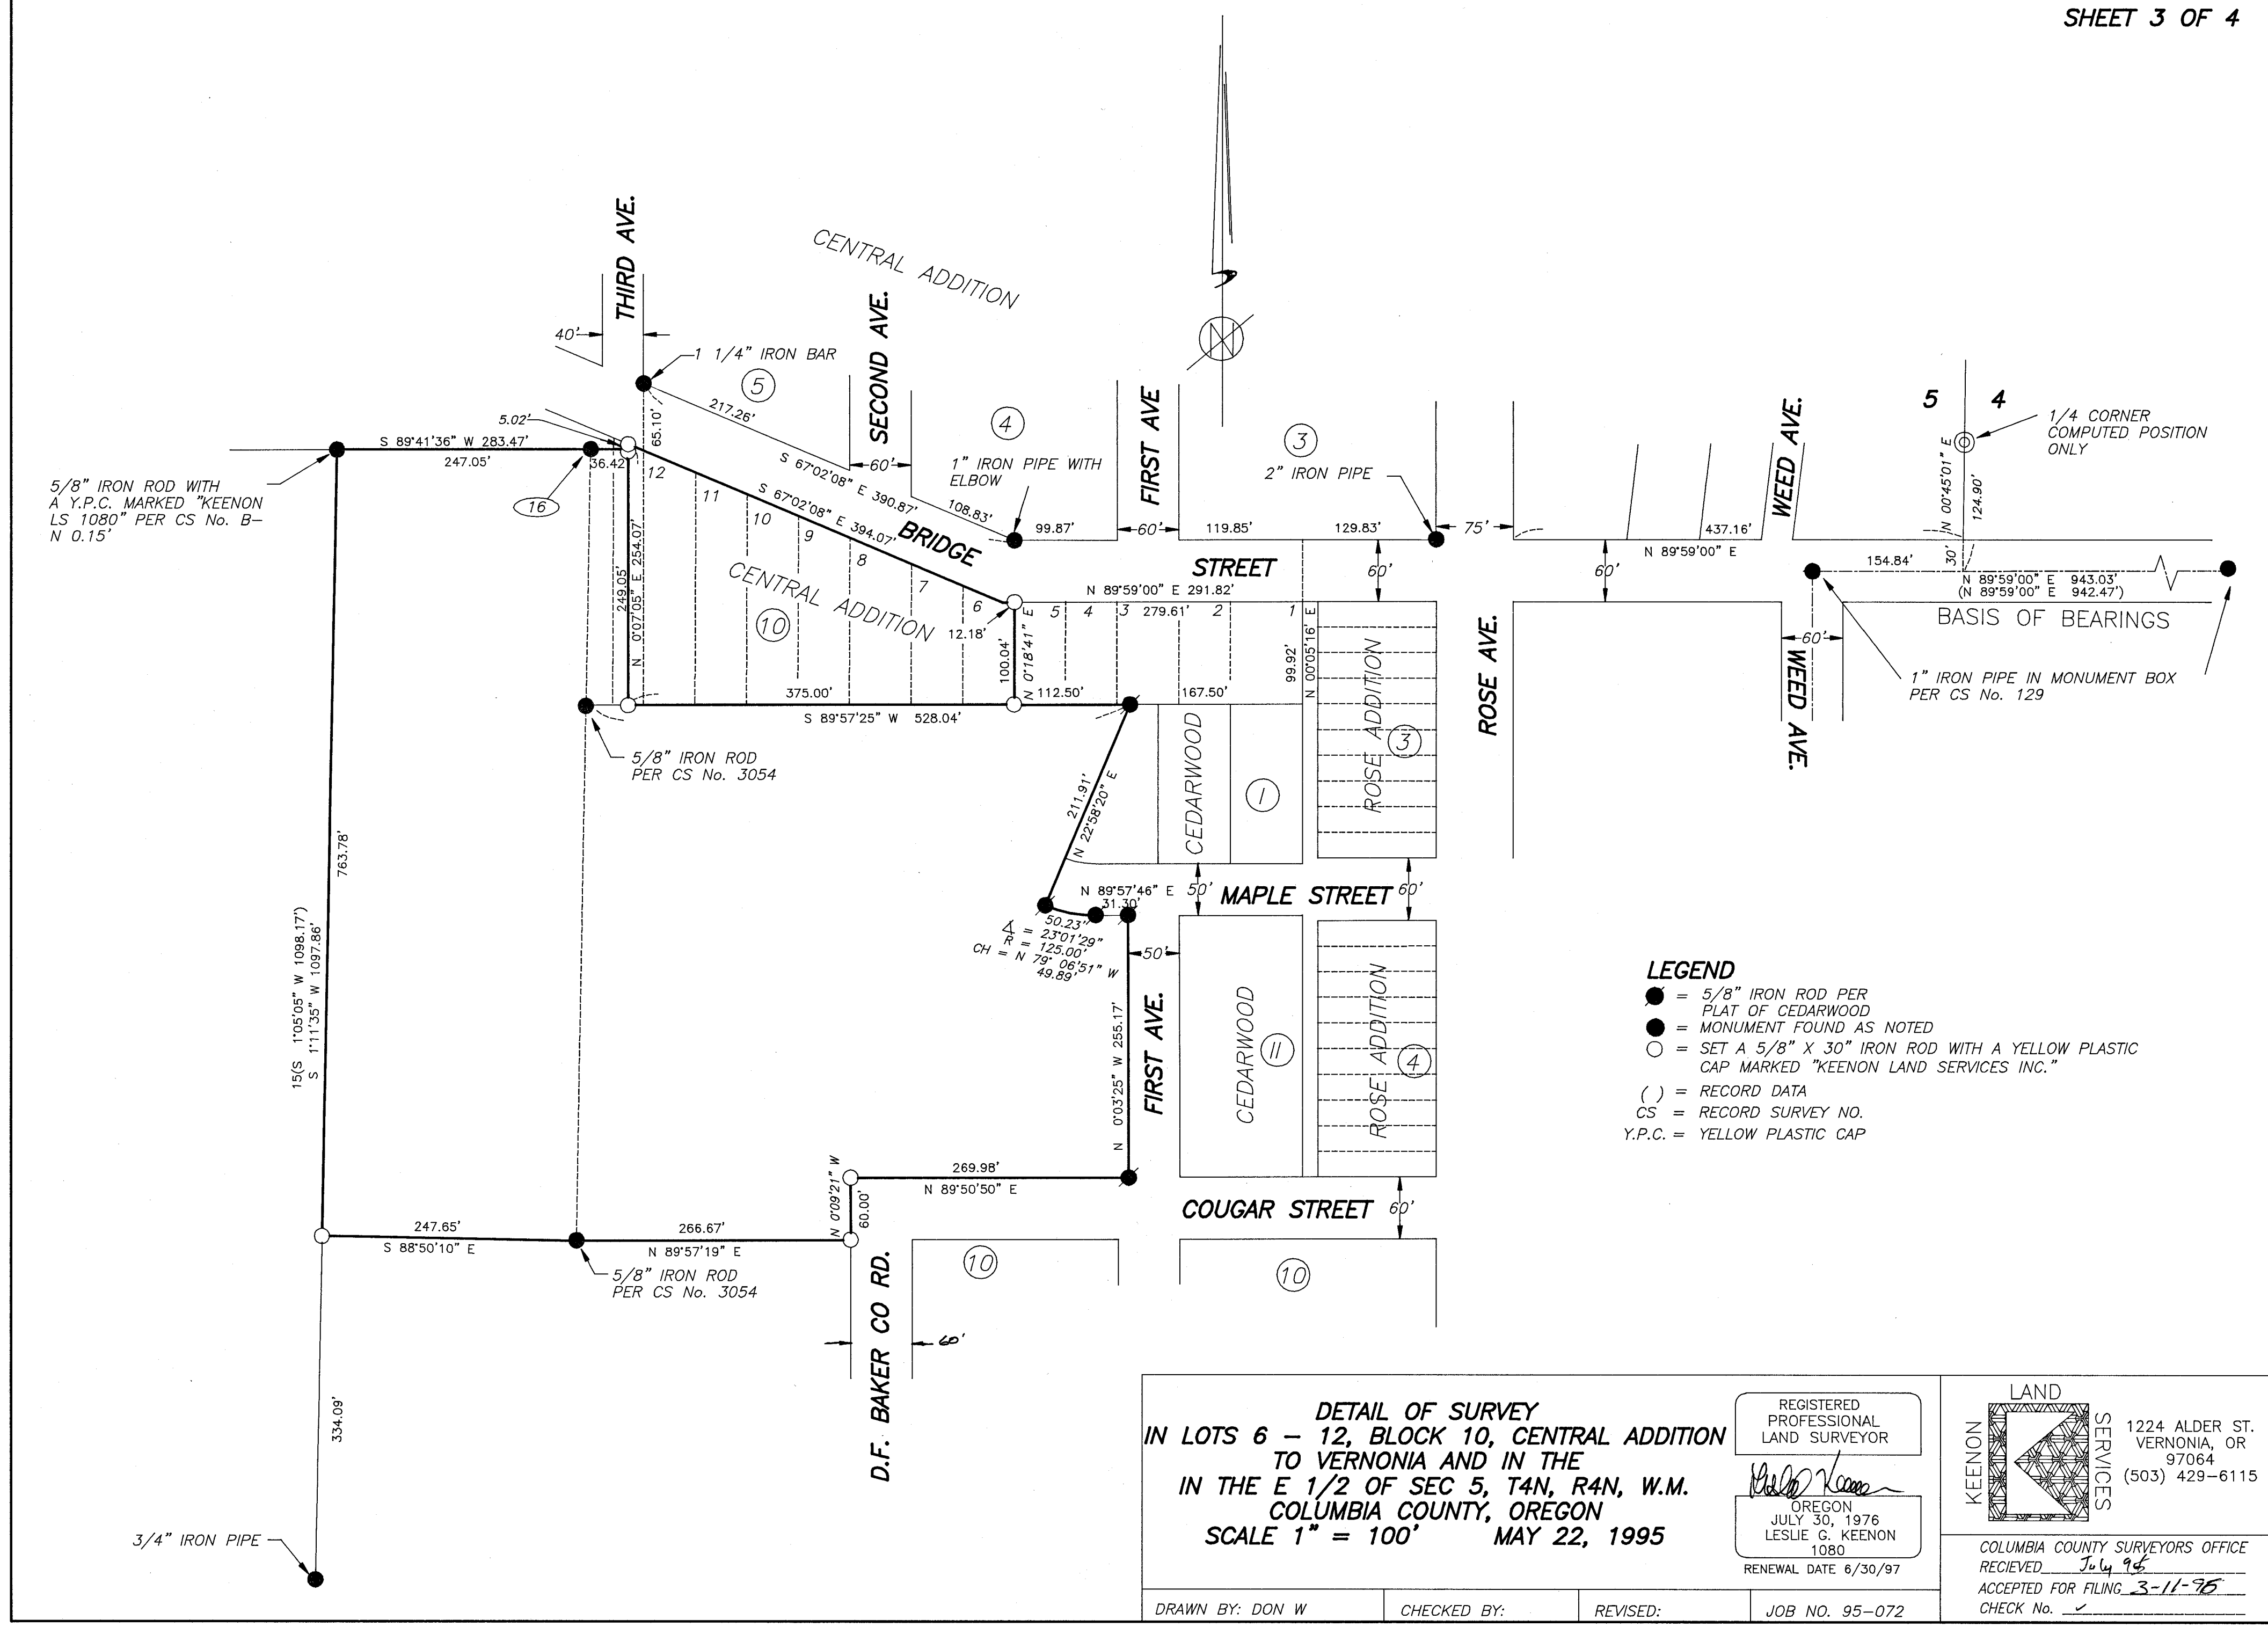 SHEET 3 OF 4
THIRD AVE.
CENTRAL ADDITION
SECOND AVE.
40'
1 1/4" IRON BAR
5
217.26'
5.02'
65.10'
S 89°41'36" W 283.47'
247.05'
36.42'
16
12
11
10
9
8
7
6
60'
S 67°02'08" E 390.87'
S 67°02'08" E 394.07'
108.83'
BRIDGE
4
1" IRON PIPE WITH
ELBOW
FIRST AVE
99.87'
60'
119.85'
129.83'
3
2" IRON PIPE
75'
437.16'
N 89°59'00" E
WEED AVE.
5 4
1/4 CORNER
COMPUTED POSITION
ONLY
N 00°45'01" E
124.90'
30'
154.84'
N 89°59'00" E 943.03'
(N 89°59'00" E 942.47')
BASIS OF BEARINGS
60'
WEED AVE.
1" IRON PIPE IN MONUMENT BOX
PER CS No. 129
5/8" IRON ROD WITH
A Y.P.C. MARKED "KEENON
LS 1080" PER CS No. B-
N 0.15'
249.05'
N 0°07'05" E 254.07'
CENTRAL ADDITION
10
12.18'
STREET
60'
60'
N 89°59'00" E 291.82'
5 4 3 279.61' 2 1
100.04'
N 0°18'41" E
99.92'
N 00°05'16" E
375.00'
112.50'
167.50'
S 89°57'25" W 528.04'
5/8" IRON ROD
PER CS No. 3054
ROSE ADDITION
3
ROSE AVE.
CEDARWOOD
I
211.91'
N 22°58'20" E
763.78'
15(S 1°05'05" W 1098.17')
S 1°11'35" W 1097.86'
N 89°57'46" E
31.30'
50'
MAPLE STREET
60'
50.23"
Δ = 23°01'29"
R = 125.00'
CH = N 79° 06'51" W
49.89'
50'
FIRST AVE.
N 0°03'25" W 255.17'
CEDARWOOD
II
ROSE ADDITION
4
LEGEND
= 5/8" IRON ROD PER
PLAT OF CEDARWOOD
= MONUMENT FOUND AS NOTED
= SET A 5/8" X 30" IRON ROD WITH A YELLOW PLASTIC
CAP MARKED "KEENON LAND SERVICES INC."
( ) = RECORD DATA
CS = RECORD SURVEY NO.
Y.P.C. = YELLOW PLASTIC CAP
269.98'
N 89°50'50" E
N 0°09'21" W
60.00'
COUGAR STREET
60'
247.65'
S 88°50'10" E
266.67'
N 89°57'19" E
5/8" IRON ROD
PER CS No. 3054
10
10
D.F. BAKER CO RD.
60'
334.09'
3/4" IRON PIPE
N
DETAIL OF SURVEY
IN LOTS 6 - 12, BLOCK 10, CENTRAL ADDITION
TO VERNONIA AND IN THE
IN THE E 1/2 OF SEC 5, T4N, R4N, W.M.
COLUMBIA COUNTY, OREGON
SCALE 1" = 100' MAY 22, 1995
REGISTERED
PROFESSIONAL
LAND SURVEYOR
OREGON
JULY 30, 1976
LESLIE G. KEENON
1080
RENEWAL DATE 6/30/97
KEENON
LAND
SERVICES
1224 ALDER ST.
VERNONIA, OR
97064
(503) 429-6115
COLUMBIA COUNTY SURVEYORS OFFICE
RECIEVED July
ACCEPTED FOR FILING
CHECK No. ✓
DRAWN BY: DON W
CHECKED BY:
REVISED:
JOB NO. 95-072